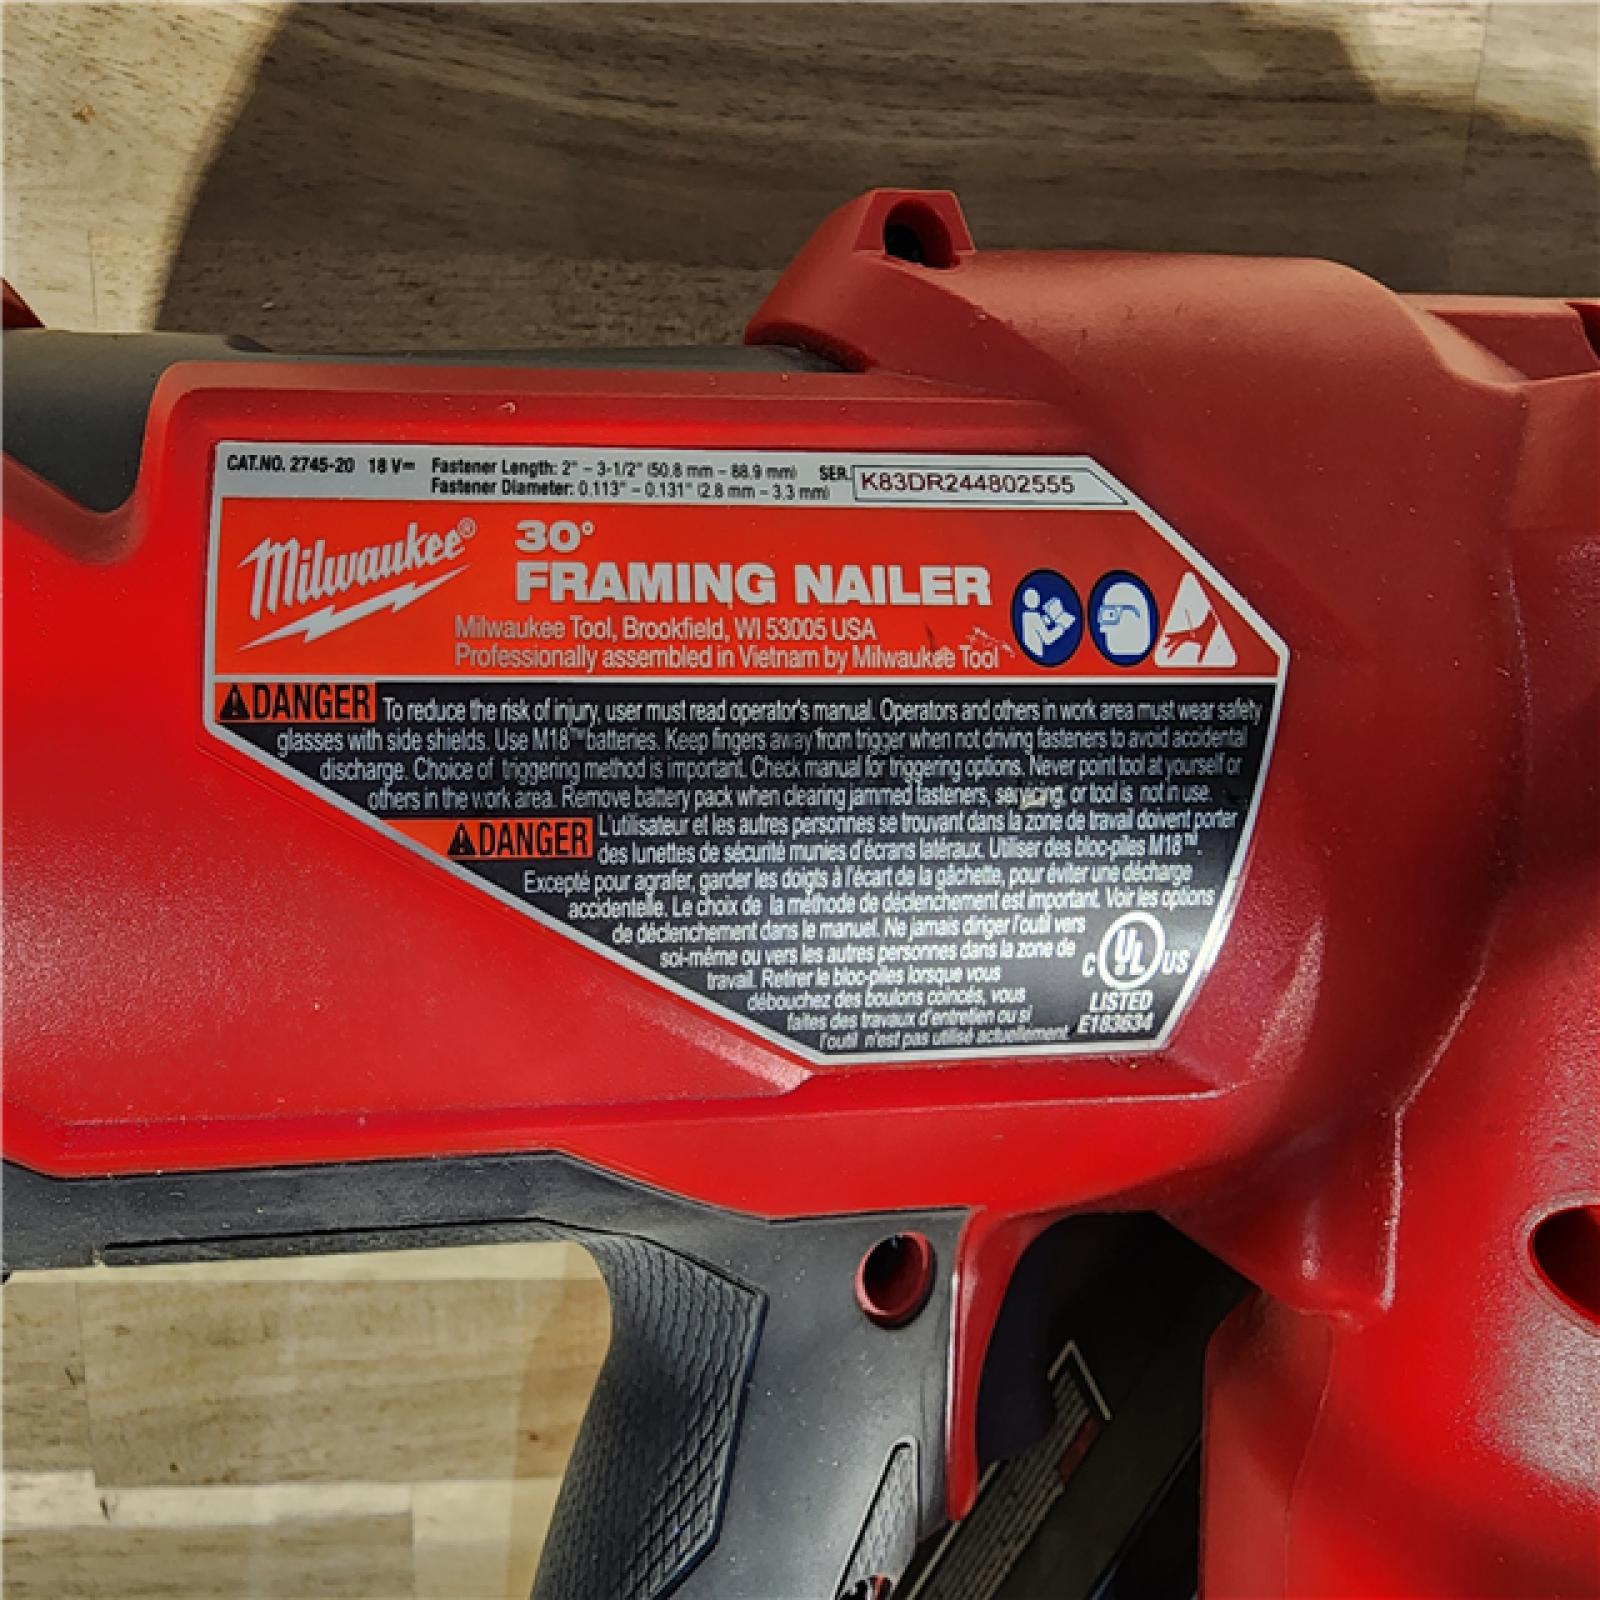 CAT.NO. 2745-20 18 V⎓ Fastener Length: 2" – 3-1/2" (50.8 mm – 88.9 mm) SER. K83DR244802555
Fastener Diameter: 0.113" – 0.131" (2.8 mm – 3.3 mm)
Milwaukee® 30°
FRAMING NAILER
Milwaukee Tool, Brookfield, WI 53005 USA
Professionally assembled in Vietnam by Milwaukee Tool
⚠DANGER To reduce the risk of injury, user must read operator's manual. Operators and others in work area must wear safety
glasses with side shields. Use M18™ batteries. Keep fingers away from trigger when not driving fasteners to avoid accidental
discharge. Choice of triggering method is important. Check manual for triggering options. Never point tool at yourself or
others in the work area. Remove battery pack when clearing jammed fasteners, servicing, or tool is not in use.
⚠DANGER L'utilisateur et les autres personnes se trouvant dans la zone de travail doivent porter
des lunettes de sécurité munies d'écrans latéraux. Utiliser des bloc-piles M18™.
Excepté pour agrafer, garder les doigts à l'écart de la gâchette, pour éviter une décharge
accidentelle. Le choix de la méthode de déclenchement est important. Voir les options
de déclenchement dans le manuel. Ne jamais diriger l'outil vers
soi-même ou vers les autres personnes dans la zone de
travail. Retirer le bloc-piles lorsque vous
débouchez des boulons coincés, vous
faites des travaux d'entretien ou si
l'outil n'est pas utilisé actuellement.
C UL US
LISTED
E183634